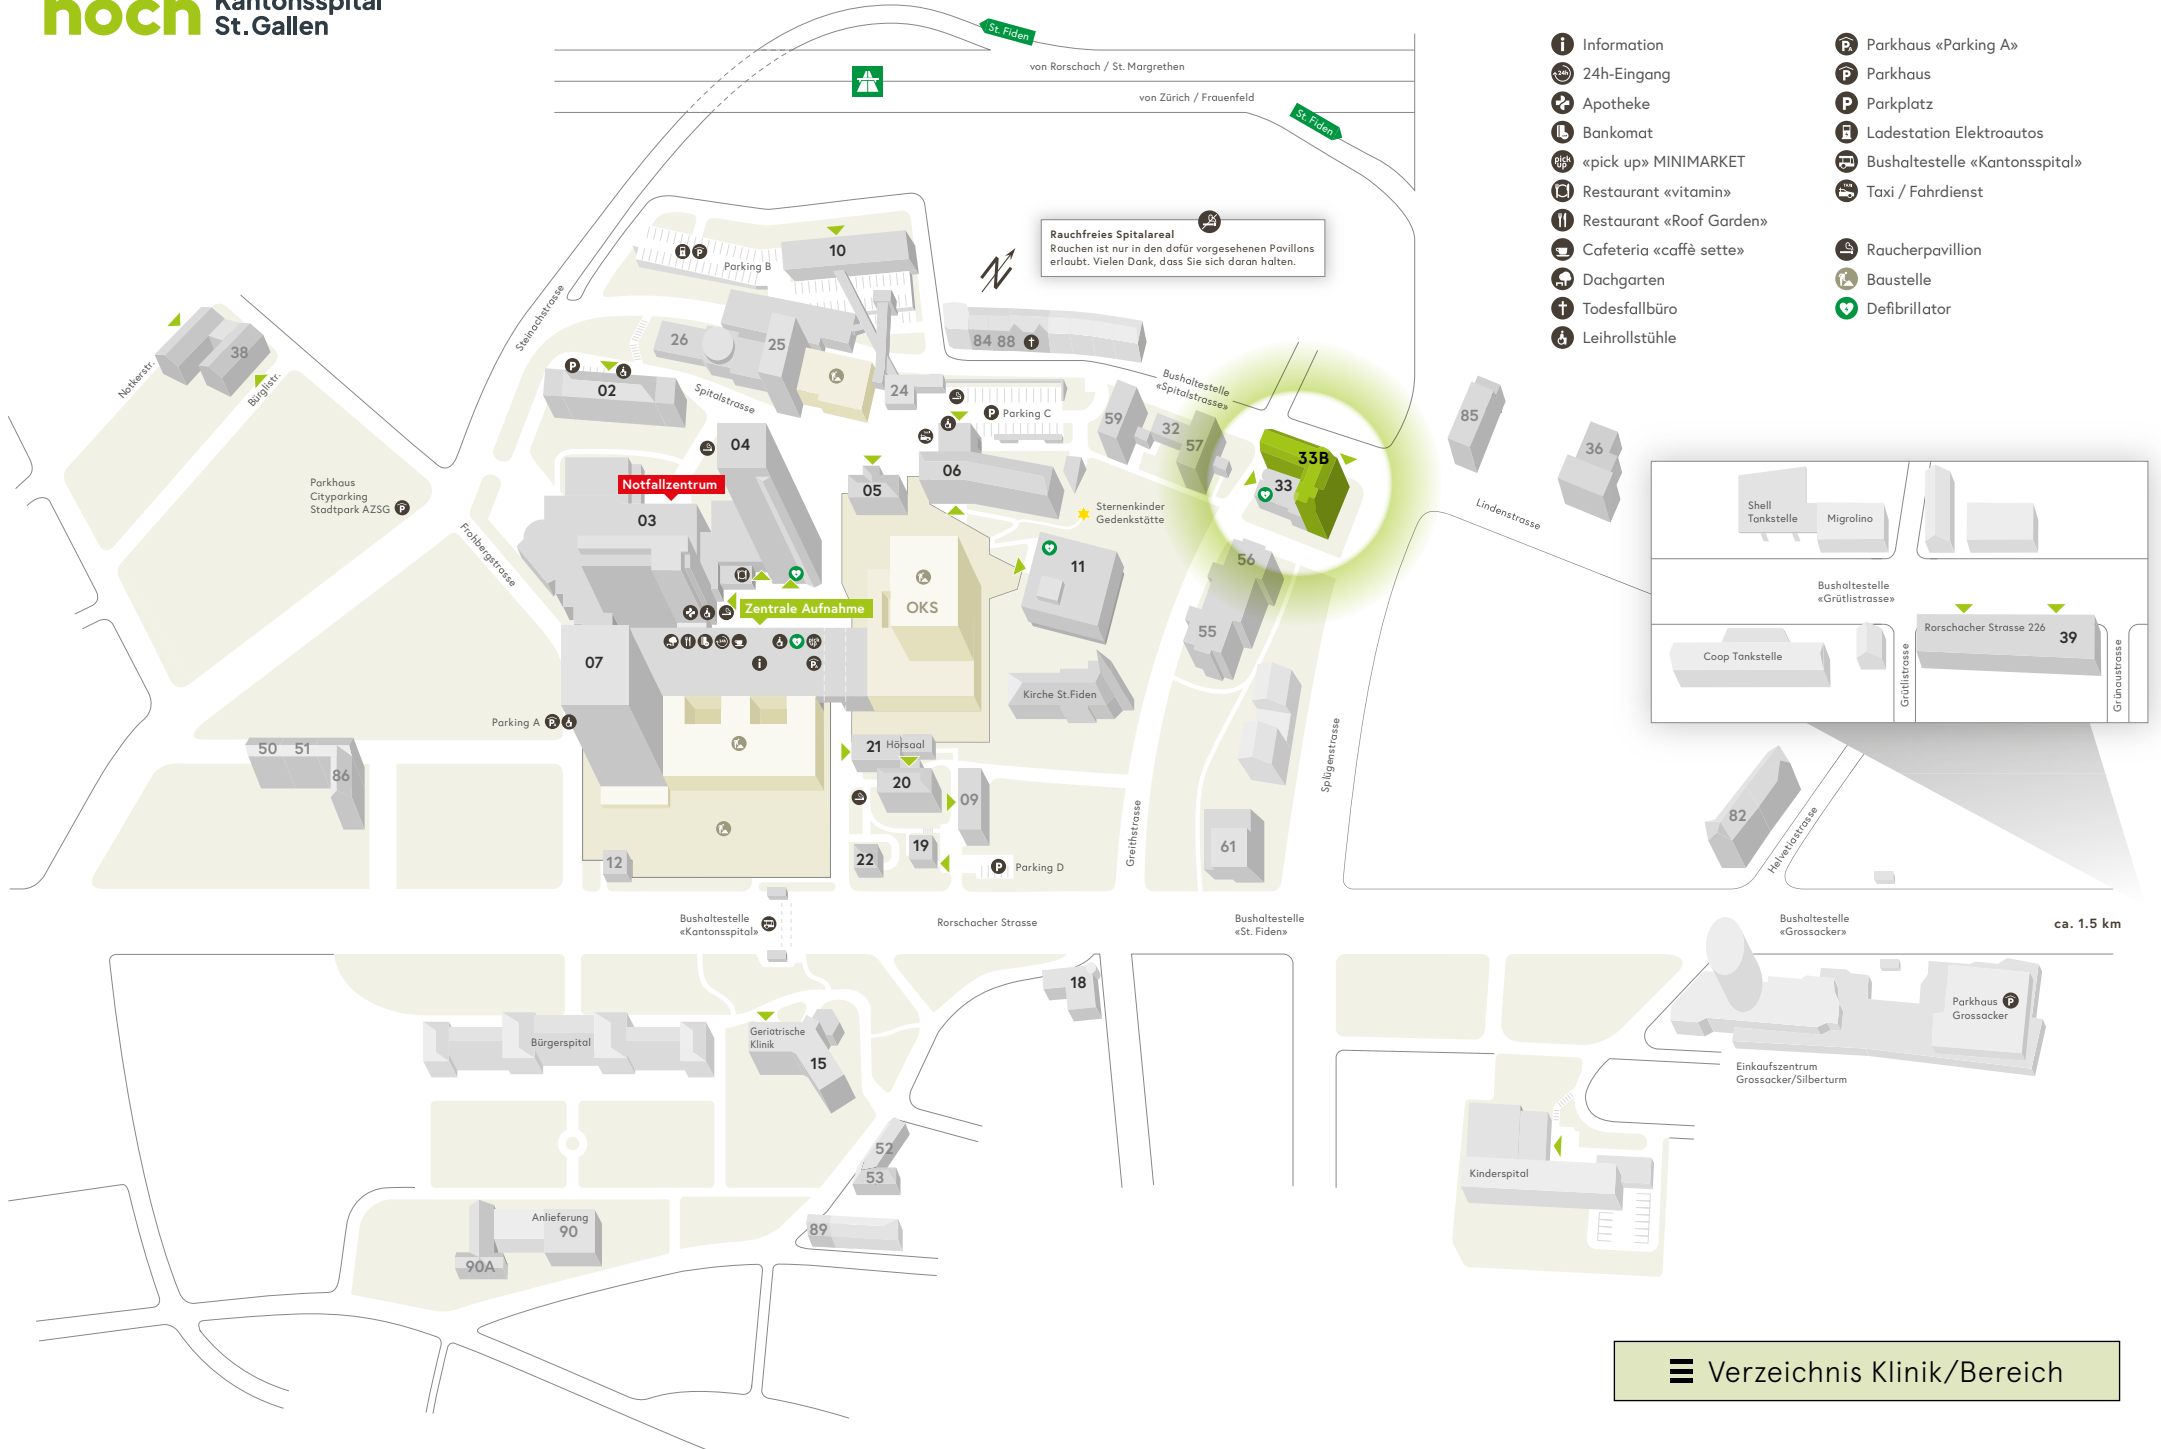 noch Kantonsspital
St.Gallen
St. Fiden
von Rorschach / St. Margrethen
von Zürich / Frauenfeld
St. Fiden
Information
24h-Eingang
Apotheke
Bankomat
«pick up» MINIMARKET
Restaurant «vitamin»
Restaurant «Roof Garden»
Cafeteria «caffè sette»
Dachgarten
Todesfallbüro
Leihrollstühle
Parkhaus «Parking A»
Parkhaus
Parkplatz
Ladestation Elektroautos
Bushaltestelle «Kantonsspital»
Taxi / Fahrdienst
Raucherpavillion
Baustelle
Defibrillator
Rauchfreies Spitalareal
Rauchen ist nur in den dafür vorgesehenen Pavillons
erlaubt. Vielen Dank, dass Sie sich daran halten.
N
10
Parking B
Steinachstrasse
26
25
84 88
38
Notkerstr.
Bürglistr.
02
Spitalstrasse
24
Parking C
Bushaltestelle
«Spitalstrasse»
59
32
57
33B
33
85
36
Lindenstrasse
04
Notfallzentrum
03
05
06
Sternenkinder
Gedenkstätte
Parkhaus
Cityparking
Stadtpark AZSG
Frohbergstrasse
11
56
55
OKS
Zentrale Aufnahme
07
Kirche St.Fiden
Parking A
50 51
86
21 Hörsaal
20
09
19
22
Parking D
12
Greithstrasse
61
Splügenstrasse
Shell
Tankstelle
Migrolino
Bushaltestelle
«Grütlistrasse»
Rorschacher Strasse 226
39
Coop Tankstelle
Grütlistrasse
Grünaustrasse
82
Helvetiastrasse
Bushaltestelle
«Kantonsspital»
Rorschacher Strasse
Bushaltestelle
«St. Fiden»
Bushaltestelle
«Grossacker»
ca. 1.5 km
18
Bürgerspital
Geriatrische
Klinik
15
Parkhaus
Grossacker
Einkaufszentrum
Grossacker/Silberturm
52
53
89
Kinderspital
Anlieferung
90
90A
Verzeichnis Klinik/Bereich